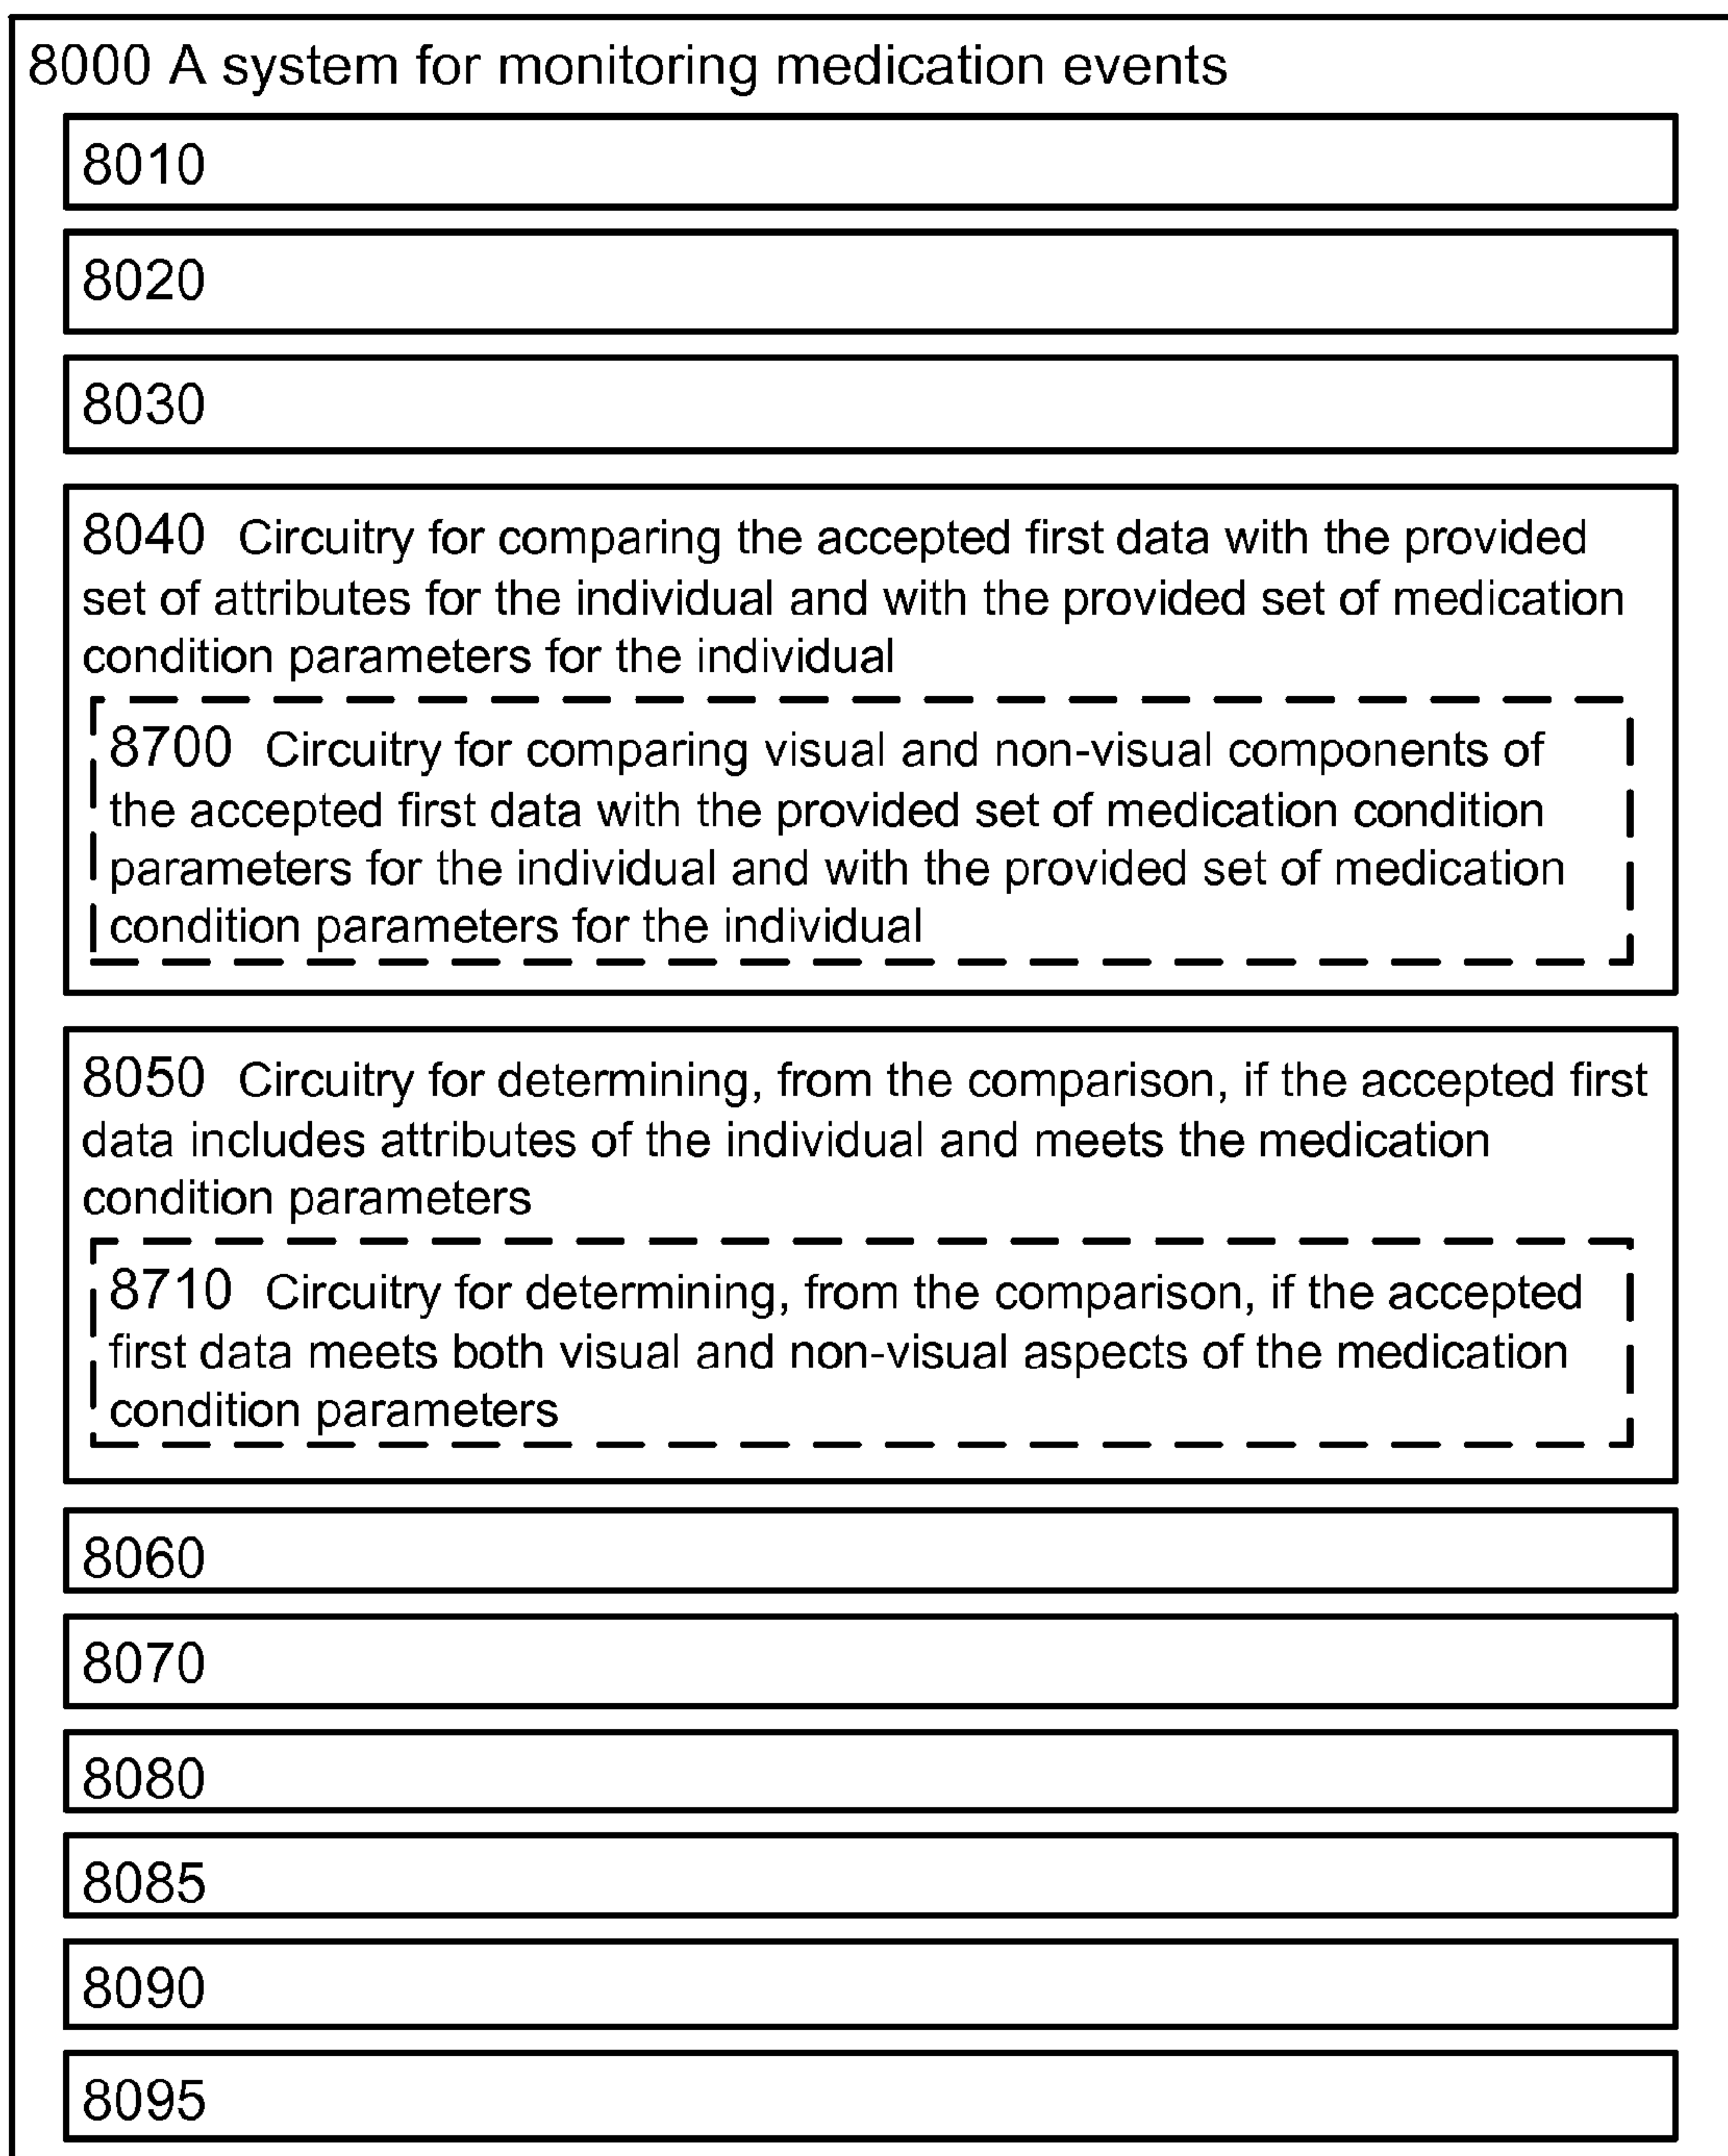 8000 A system for monitoring medication events
8010
8020
8030
8040 Circuitry for comparing the accepted first data with the provided
set of attributes for the individual and with the provided set of medication
condition parameters for the individual
8700 Circuitry for comparing visual and non-visual components of
the accepted first data with the provided set of medication condition
parameters for the individual and with the provided set of medication
condition parameters for the individual
8050 Circuitry for determining, from the comparison, if the accepted first
data includes attributes of the individual and meets the medication
condition parameters
8710 Circuitry for determining, from the comparison, if the accepted
first data meets both visual and non-visual aspects of the medication
condition parameters
8060
8070
8080
8085
8090
8095